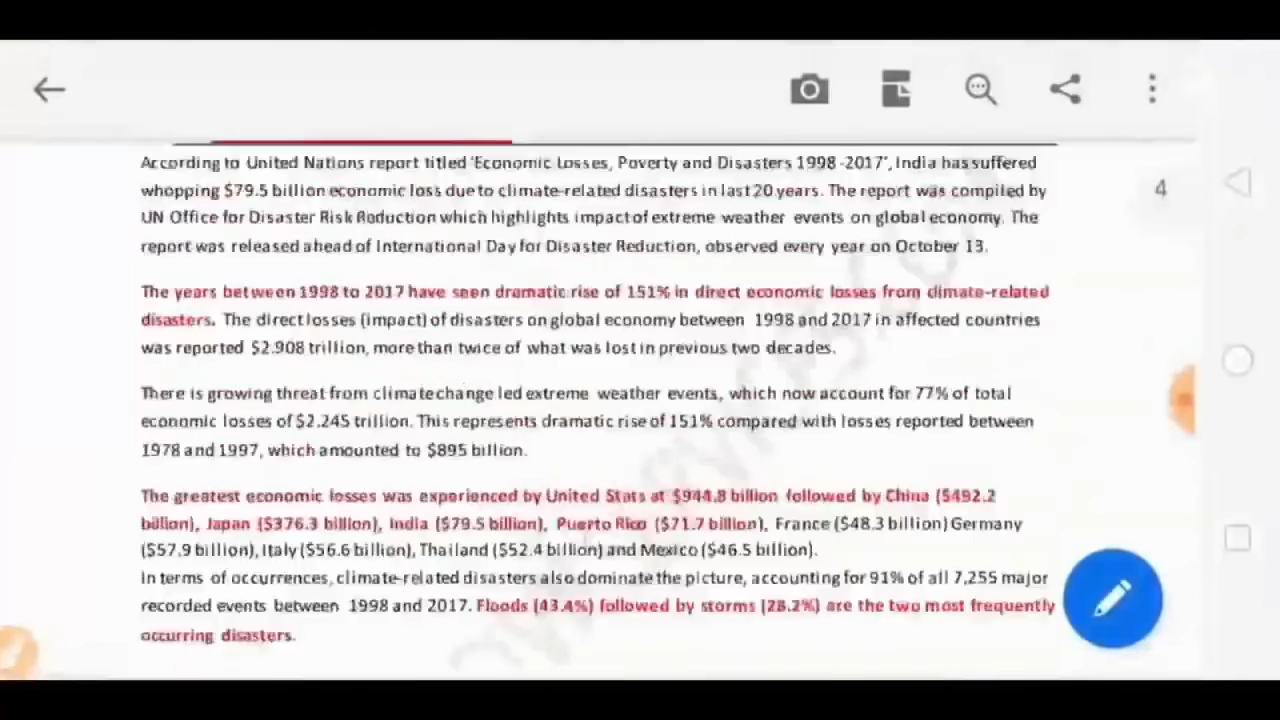 4
According to United Nations report titled 'Economic Losses, Poverty and Disasters 1998 -2017', India has suffered
whopping $79.5 billion economic loss due to climate-related disasters in last 20 years. The report was compiled by
UN Office for Disaster Risk Reduction which highlights impact of extreme weather events on global economy. The
report was released ahead of International Day for Disaster Reduction, observed every year on October 13.
The years between 1998 to 2017 have seen dramatic rise of 151% in direct economic losses from climate-related
disasters. The direct losses (impact) of disasters on global economy between 1998 and 2017 in affected countries
was reported $2.908 trillion, more than twice of what was lost in previous two decades.
There is growing threat from climate change led extreme weather events, which now account for 77% of total
economic losses of $2.245 trillion. This represents dramatic rise of 151% compared with losses reported between
1978 and 1997, which amounted to $895 billion.
The greatest economic losses was experienced by United Stats at $944.8 billion followed by China ($492.2
billion), Japan ($376.3 billion), India ($79.5 billion), Puerto Rico ($71.7 billion), France ($48.3 billion) Germany
($57.9 billion), Italy ($56.6 billion), Thailand ($52.4 billion) and Mexico ($46.5 billion).
In terms of occurrences, climate-related disasters also dominate the picture, accounting for 91% of all 7,255 major
recorded events between 1998 and 2017. Floods (43.4%) followed by storms (28.2%) are the two most frequently
occurring disasters.